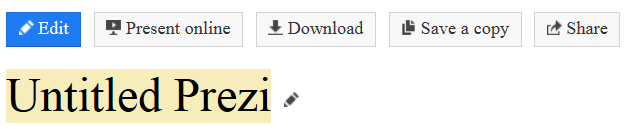 Edit Present online Download Save a copy Share
Untitled Prezi